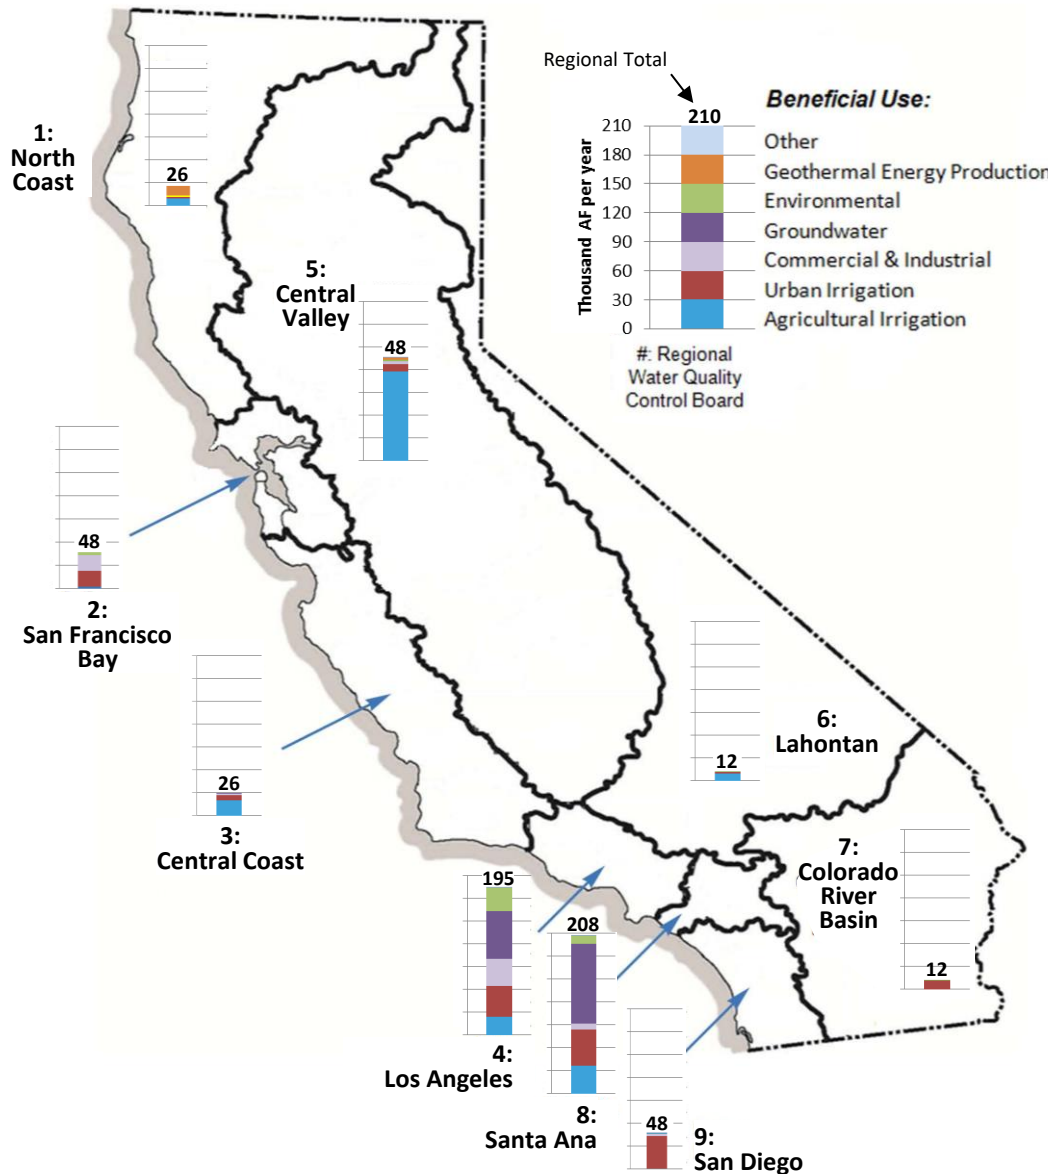 Regional Total
210
Beneficial Use:
Other
Geothermal Energy Production
Environmental
Groundwater
Commercial & Industrial
Urban Irrigation
Agricultural Irrigation
Thousand AF per year
210
180
150
120
90
60
30
0
#: Regional
Water Quality
Control Board
1:
North
Coast
26
5:
Central
Valley
48
48
2:
San Francisco
Bay
26
3:
Central Coast
6:
Lahontan
12
7:
Colorado
River
Basin
12
195
4:
Los Angeles
208
8:
Santa Ana
48
9:
San Diego